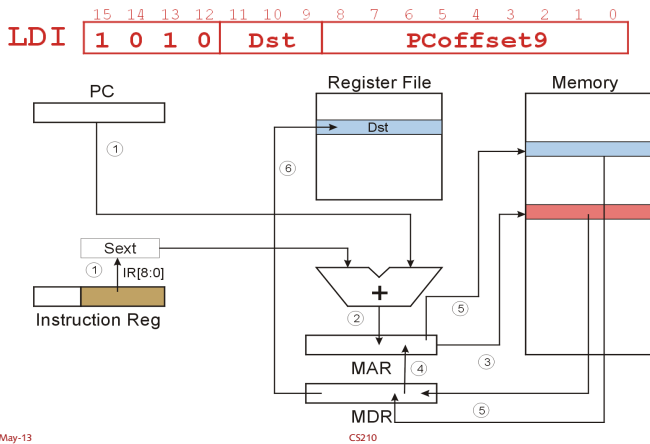 15 14 13 12 11 10 9 8 7 6 5 4 3 2 1 0
LDI 1 0 1 0 Dst PCoffset9
PC Register File Memory
Dst
1
6
Sext
1 IR[8:0]
+
Instruction Reg
2 5
3
MAR 4
5
MDR
May-13 CS210